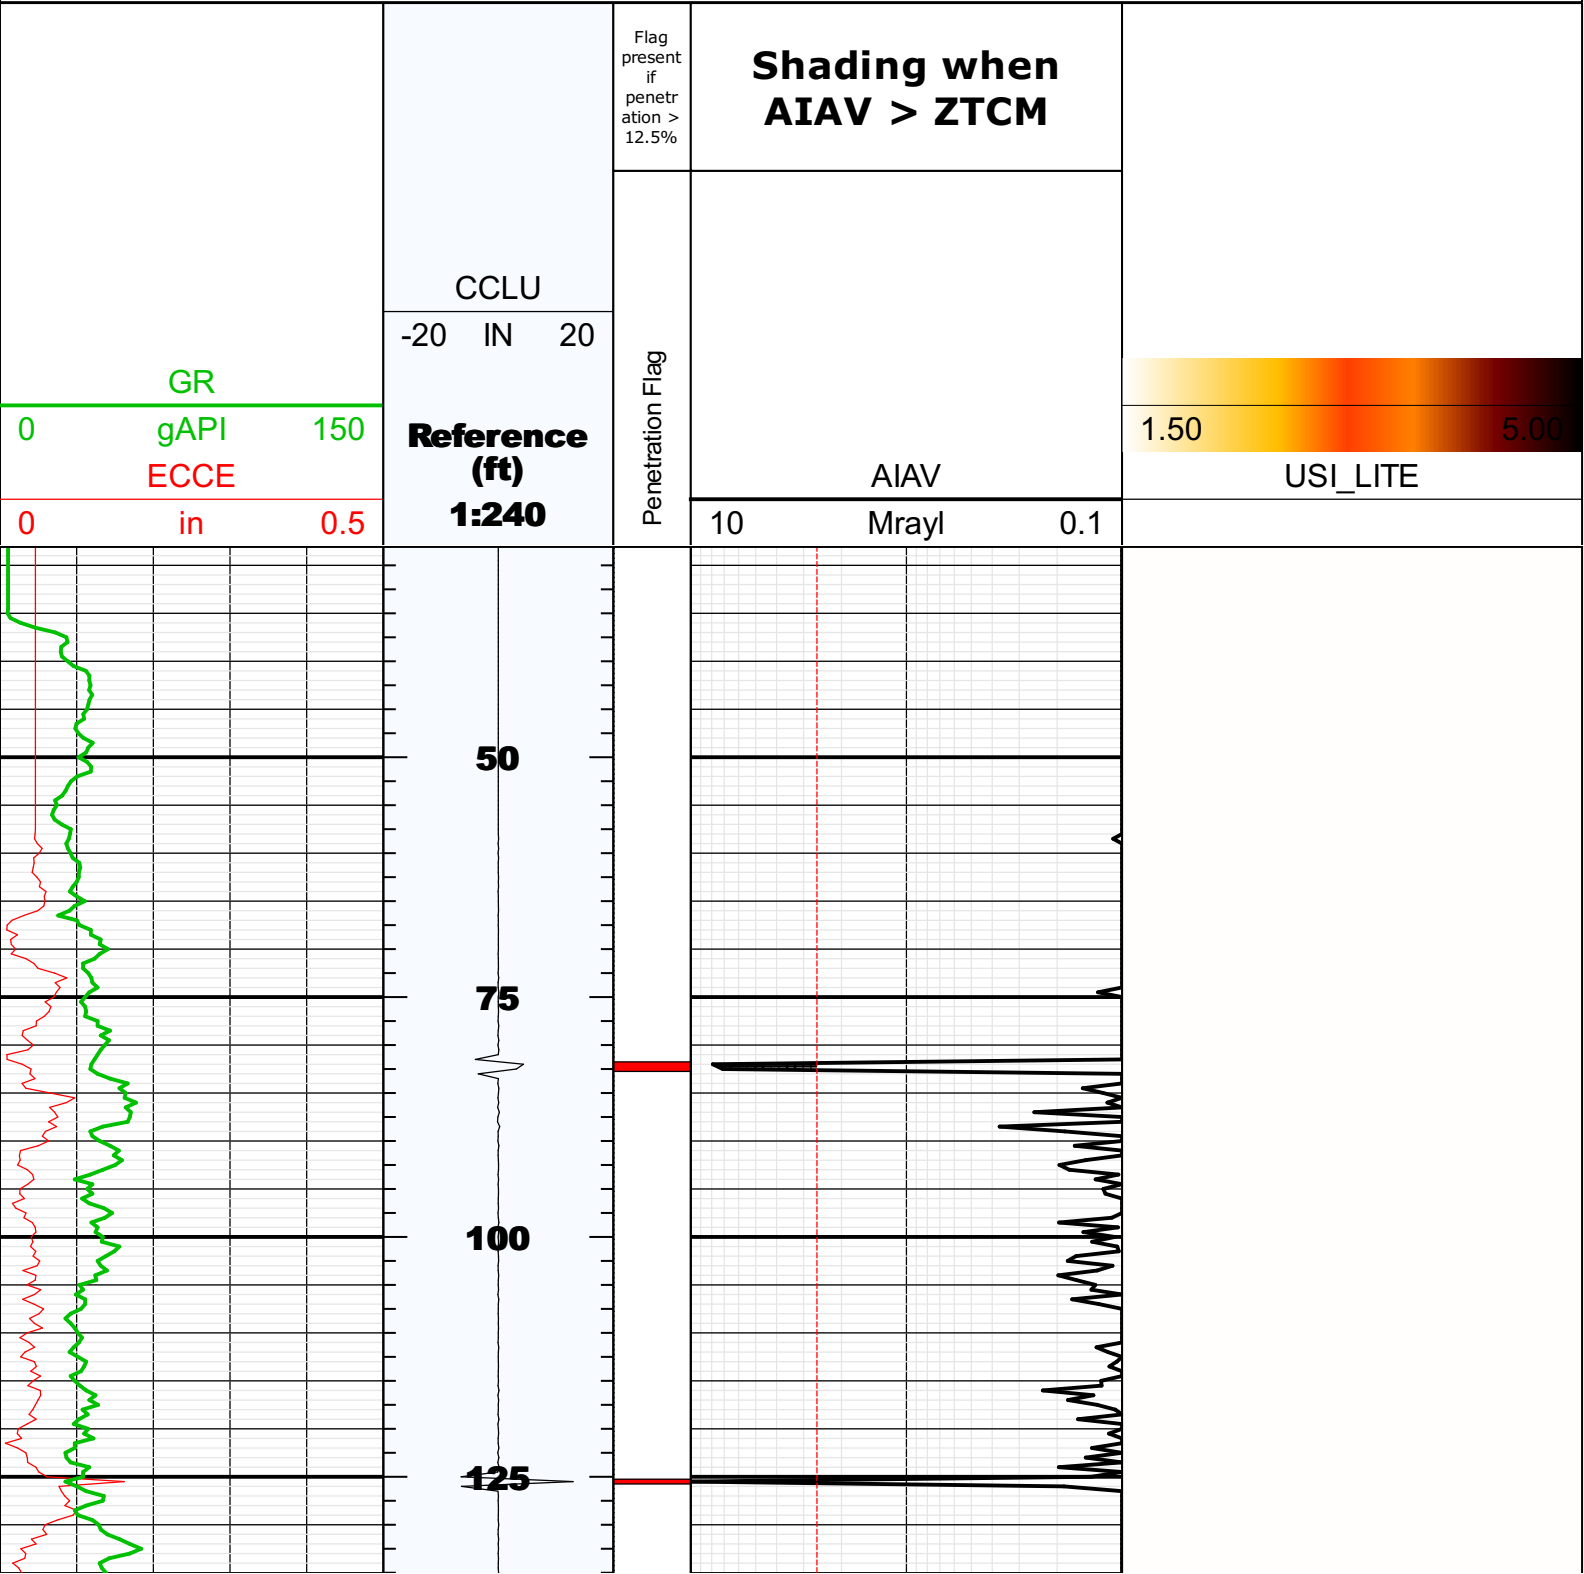 GR
0 gAPI 150
ECCE
0 in 0.5
CCLU
-20 IN 20
Reference
(ft)
1:240
Flag
present
if
penetr
ation >
12.5%
Penetration Flag
Shading when
AIAV > ZTCM
AIAV
10 Mrayl 0.1
1.50 5.00
USI_LITE
50
75
100
125